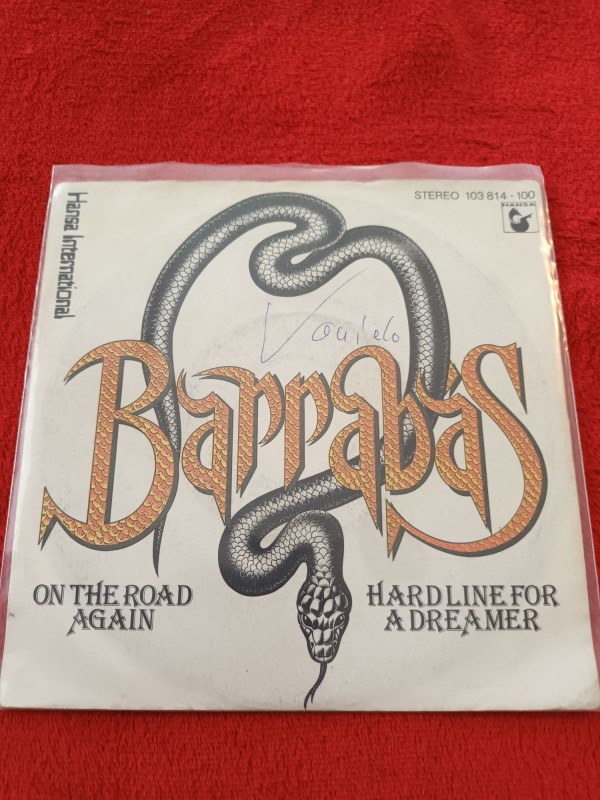 Hansa International
STEREO 103 814 - 100
HANSA
Barrabás
ON THE ROAD
AGAIN
HARD LINE FOR
A DREAMER